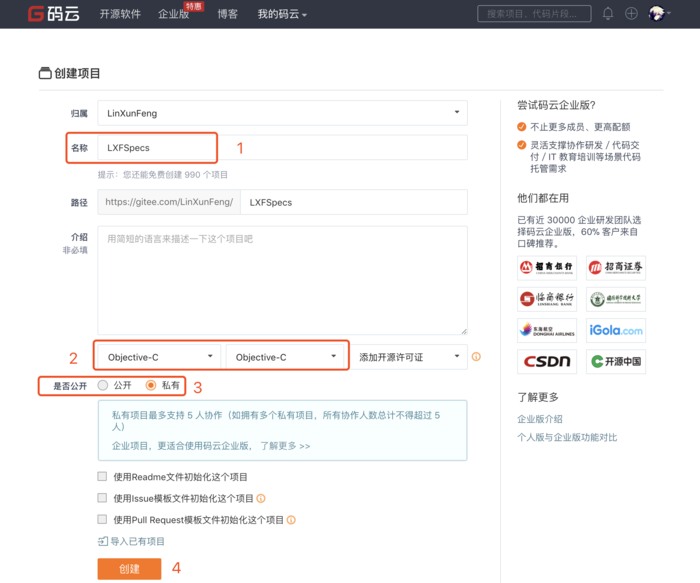 G码云 开源软件 企业版 特惠 博客 我的码云 搜索项目、代码片段...
创建项目
归属 LinXunFeng
名称 LXFSpecs 1
提示：您还能免费创建 990 个项目
路径 https://gitee.com/LinXunFeng/ LXFSpecs
介绍
非必填
用简短的语言来描述一下这个项目吧
2 Objective-C Objective-C 添加开源许可证
是否公开 公开 私有 3
私有项目最多支持 5 人协作（如拥有多个私有项目，所有协作人数总计不得超过 5
人）
企业项目，更适合使用码云企业版， 了解更多 >>
使用Readme文件初始化这个项目
使用Issue模板文件初始化这个项目
使用Pull Request模板文件初始化这个项目
导入已有项目
创建 4
尝试码云企业版?
不止更多成员、更高配额
灵活支撑协作研发 / 代码交
付 / IT 教育培训等场景代码
托管需求
他们都在用
已有近 30000 企业研发团队选
择码云企业版，60% 客户来自
口碑推荐。
招商银行 招商证券
临商银行
LINSHANG BANK
东海航空
DONGHAI AIRLINES
iGola.com
CSDN 开源中国
了解更多
企业版介绍
个人版与企业版功能对比